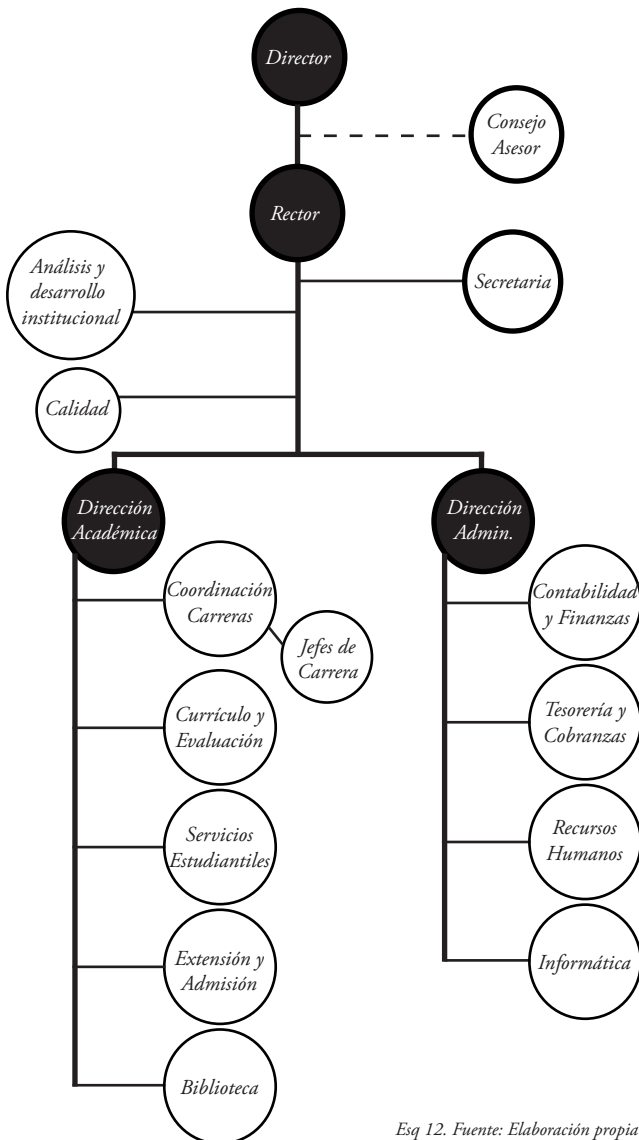 Director
Consejo
Asesor
Rector
Análisis y
desarrollo
institucional
Secretaria
Calidad
Dirección
Académica
Dirección
Admin.
Coordinación
Carreras
Jefes de
Carrera
Contabilidad
y Finanzas
Currículo y
Evaluación
Tesorería y
Cobranzas
Servicios
Estudiantiles
Recursos
Humanos
Extensión y
Admisión
Informática
Biblioteca
Esq 12. Fuente: Elaboración propia